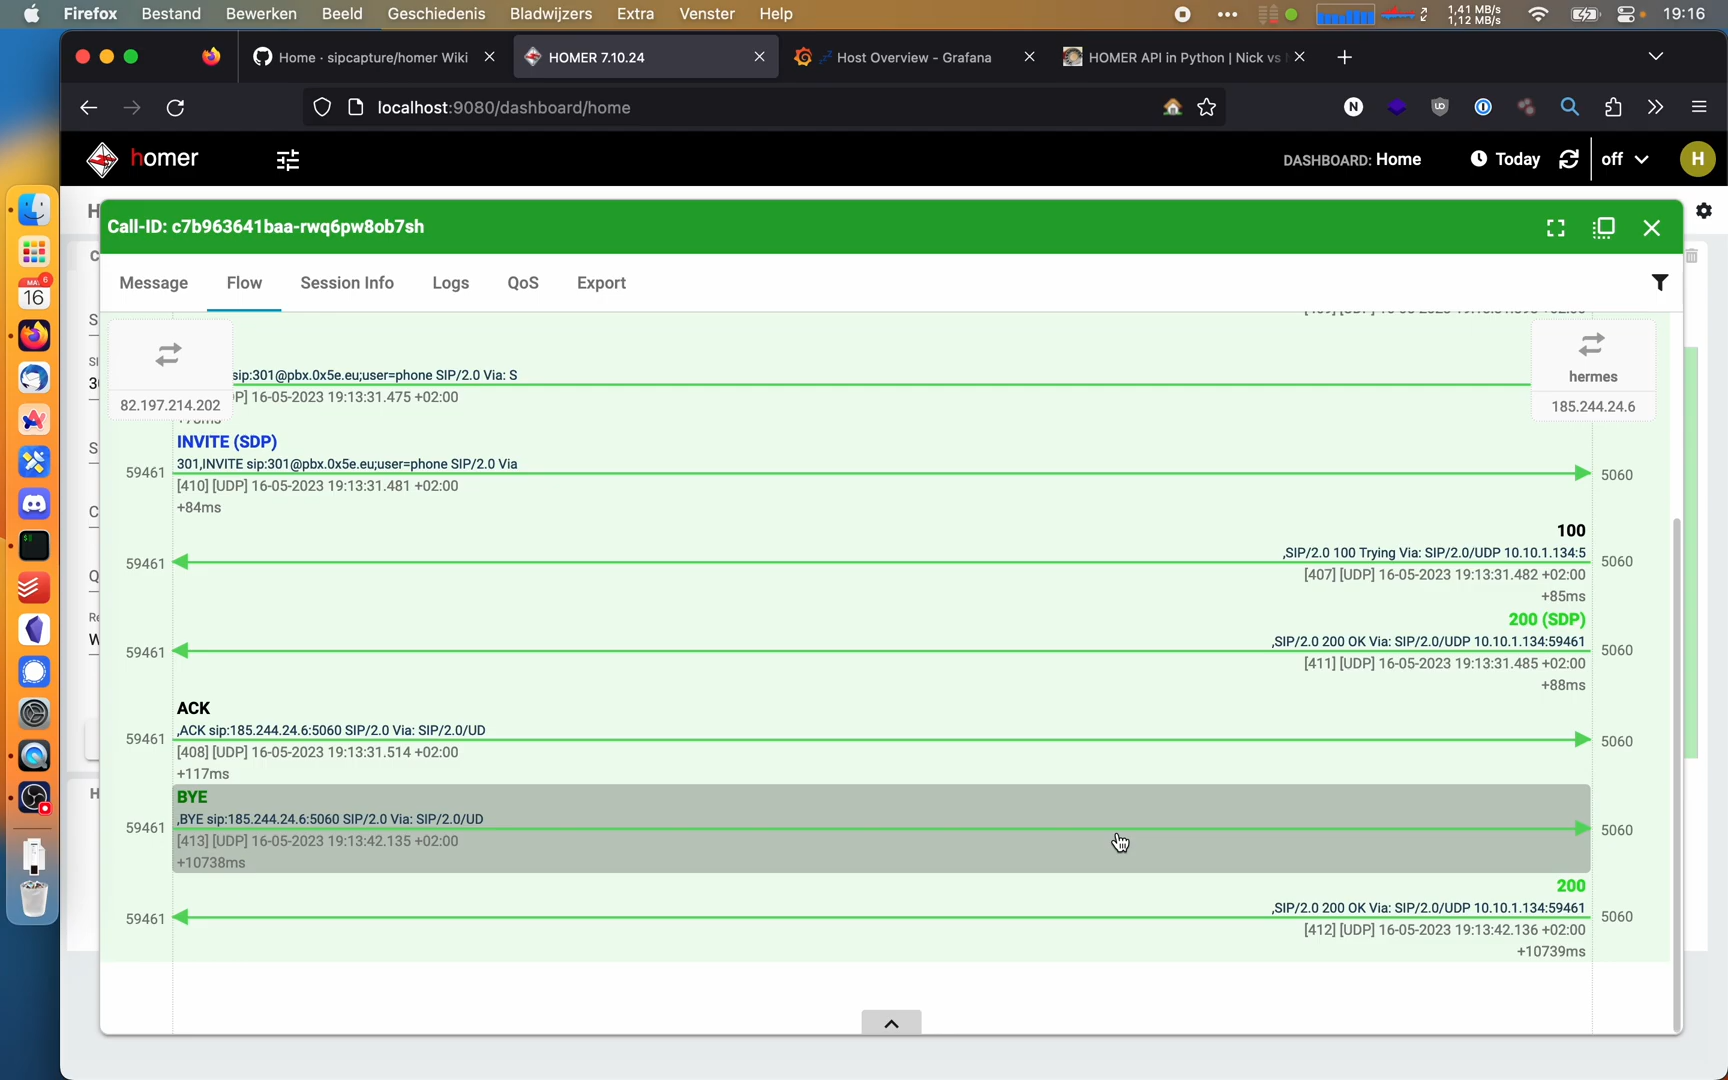 Firefox Bestand Bewerken Beeld Geschiedenis Bladwijzers Extra Venster Help 1,41 MB/s 1,12 MB/s 19:16
Home · sipcapture/homer Wiki HOMER 7.10.24 Host Overview - Grafana HOMER API in Python | Nick vs
localhost:9080/dashboard/home
homer DASHBOARD: Home Today off H
Call-ID: c7b963641baa-rwq6pw8ob7sh
Message Flow Session Info Logs QoS Export
hermes
82.197.214.202 185.244.24.6
sip:301@pbx.0x5e.eu;user=phone SIP/2.0 Via: S
P] 16-05-2023 19:13:31.475 +02:00
INVITE (SDP)
301,INVITE sip:301@pbx.0x5e.eu;user=phone SIP/2.0 Via
59461 5060
[410] [UDP] 16-05-2023 19:13:31.481 +02:00
+84ms
100
,SIP/2.0 100 Trying Via: SIP/2.0/UDP 10.10.1.134:5
59461 5060
[407] [UDP] 16-05-2023 19:13:31.482 +02:00
+85ms
200 (SDP)
,SIP/2.0 200 OK Via: SIP/2.0/UDP 10.10.1.134:59461
59461 5060
[411] [UDP] 16-05-2023 19:13:31.485 +02:00
+88ms
ACK
,ACK sip:185.244.24.6:5060 SIP/2.0 Via: SIP/2.0/UD
59461 5060
[408] [UDP] 16-05-2023 19:13:31.514 +02:00
+117ms
BYE
,BYE sip:185.244.24.6:5060 SIP/2.0 Via: SIP/2.0/UD
59461 5060
[413] [UDP] 16-05-2023 19:13:42.135 +02:00
+10738ms
200
,SIP/2.0 200 OK Via: SIP/2.0/UDP 10.10.1.134:59461
59461 5060
[412] [UDP] 16-05-2023 19:13:42.136 +02:00
+10739ms